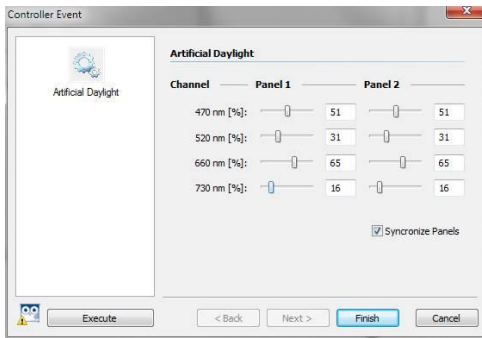 Controller Event
Artificial Daylight
Artificial Daylight
Channel Panel 1 Panel 2
470 nm [%]: 51 51
520 nm [%]: 31 31
660 nm [%]: 65 65
730 nm [%]: 16 16
Syncronize Panels
Execute < Back Next > Finish Cancel